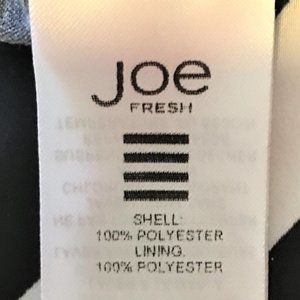 joe
FRESH
SHELL:
100% POLYESTER
LINING:
100% POLYESTER